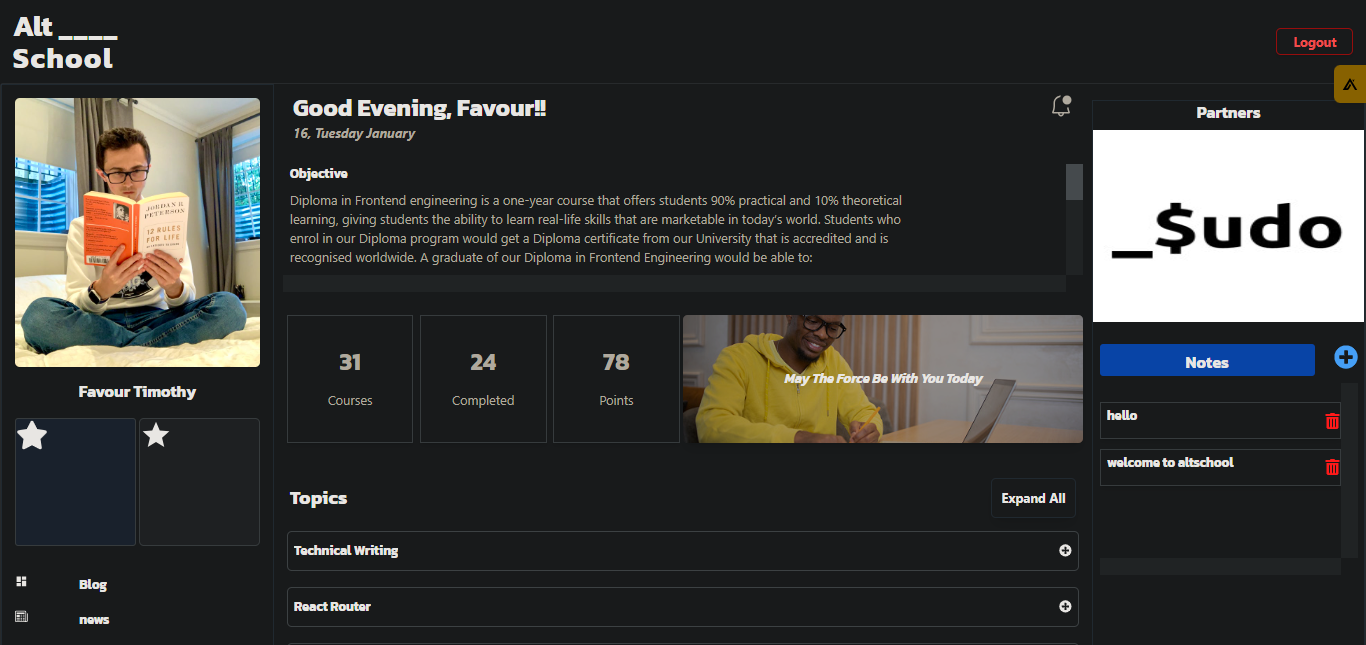 Alt ____
School
Logout
JORDAN B.
PETERSON
12 RULES
FOR LIFE
Favour Timothy
Blog
news
Good Evening, Favour!!
16, Tuesday January
Objective
Diploma in Frontend engineering is a one-year course that offers students 90% practical and 10% theoretical
learning, giving students the ability to learn real-life skills that are marketable in today's world. Students who
enrol in our Diploma program would get a Diploma certificate from our University that is accredited and is
recognised worldwide. A graduate of our Diploma in Frontend Engineering would be able to:
31
Courses
24
Completed
78
Points
May The Force Be With You Today
Topics
Expand All
Technical Writing
React Router
Partners
_$udo
Notes
hello
welcome to altschool